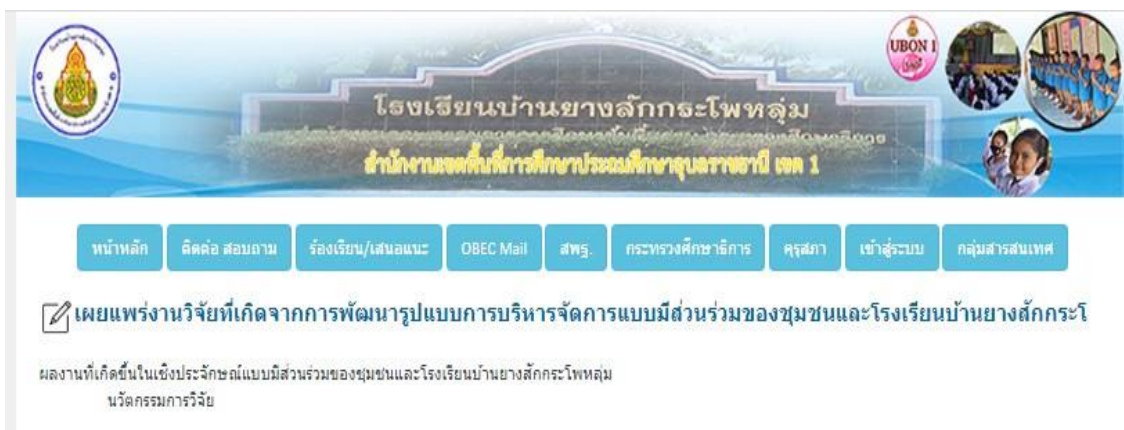 UBON 1
โรงเรียนบ้านยางสักกระโพหลุ่ม
สำนักงานเขตพื้นที่การศึกษาประถมศึกษาอุบลราชธานี เขต 1
หน้าหลัก ติดต่อ สอบถาม ร้องเรียน/เสนอแนะ OBEC Mail สพฐ. กระทรวงศึกษาธิการ คุรุสภา เข้าสู่ระบบ กลุ่มสารสนเทศ
เผยแพร่งานวิจัยที่เกิดจากการพัฒนารูปแบบการบริหารจัดการแบบมีส่วนร่วมของชุมชนและโรงเรียนบ้านยางสักกระโ
ผลงานที่เกิดขึ้นในเชิงประจักษณ์แบบมีส่วนร่วมของชุมชนและโรงเรียนบ้านยางสักกระโพหลุ่ม
นวัตกรรมการวิจัย